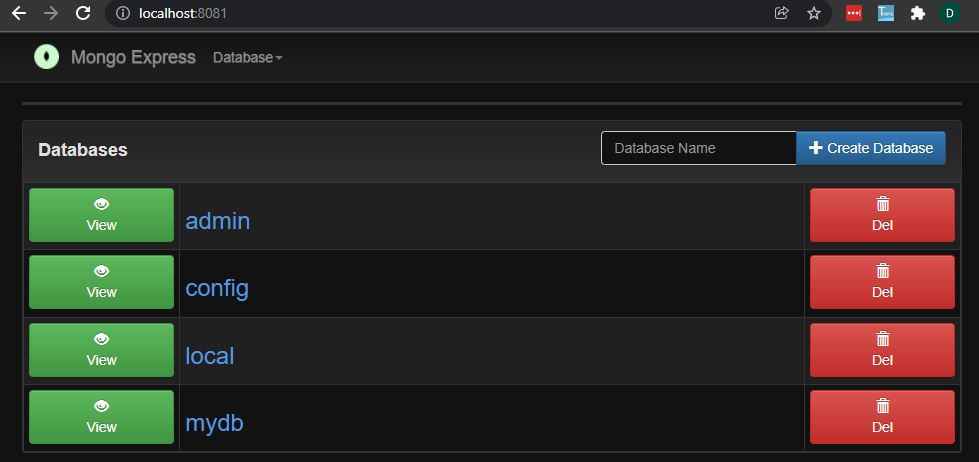 localhost:8081
D
Mongo Express Database
Databases
Database Name
Create Database
View
admin
Del
View
config
Del
View
local
Del
View
mydb
Del